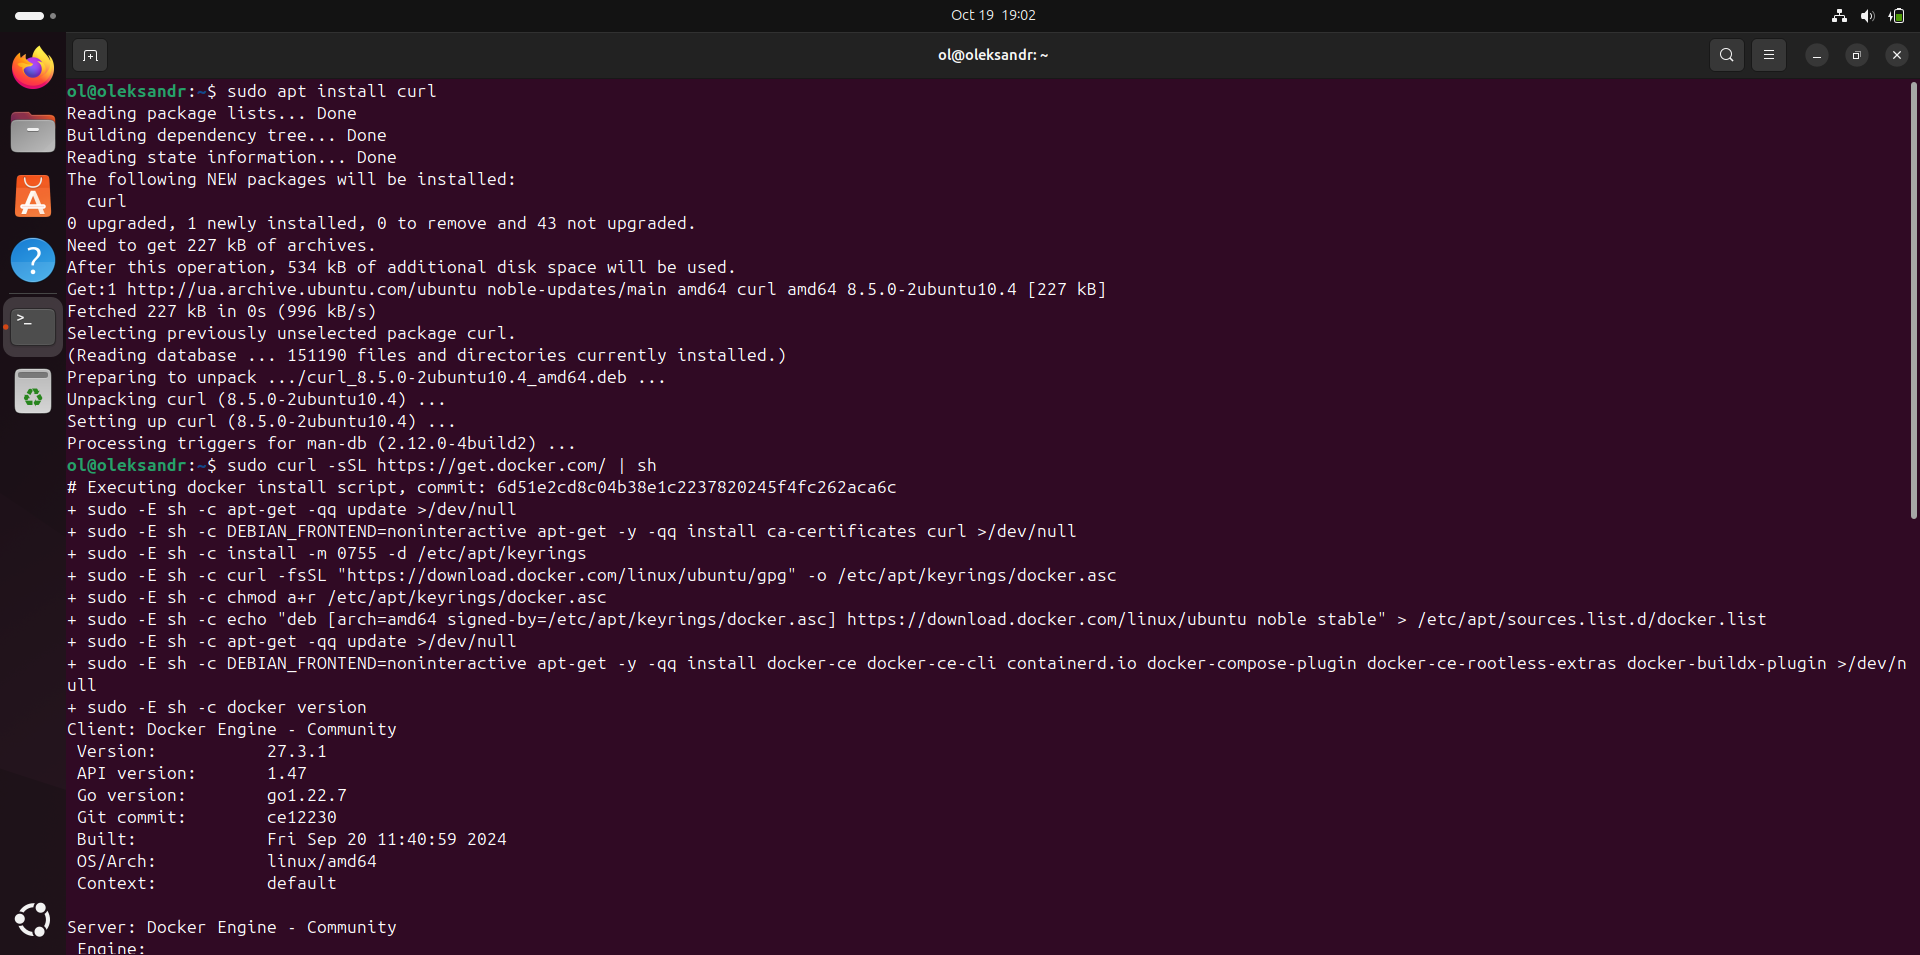 Oct 19  19:02
ol@oleksandr: ~
ol@oleksandr:~$ sudo apt install curl
Reading package lists... Done
Building dependency tree... Done
Reading state information... Done
The following NEW packages will be installed:
  curl
0 upgraded, 1 newly installed, 0 to remove and 43 not upgraded.
Need to get 227 kB of archives.
After this operation, 534 kB of additional disk space will be used.
Get:1 http://ua.archive.ubuntu.com/ubuntu noble-updates/main amd64 curl amd64 8.5.0-2ubuntu10.4 [227 kB]
Fetched 227 kB in 0s (996 kB/s)
Selecting previously unselected package curl.
(Reading database ... 151190 files and directories currently installed.)
Preparing to unpack .../curl_8.5.0-2ubuntu10.4_amd64.deb ...
Unpacking curl (8.5.0-2ubuntu10.4) ...
Setting up curl (8.5.0-2ubuntu10.4) ...
Processing triggers for man-db (2.12.0-4build2) ...
ol@oleksandr:~$ sudo curl -sSL https://get.docker.com/ | sh
# Executing docker install script, commit: 6d51e2cd8c04b38e1c2237820245f4fc262aca6c
+ sudo -E sh -c apt-get -qq update >/dev/null
+ sudo -E sh -c DEBIAN_FRONTEND=noninteractive apt-get -y -qq install ca-certificates curl >/dev/null
+ sudo -E sh -c install -m 0755 -d /etc/apt/keyrings
+ sudo -E sh -c curl -fsSL "https://download.docker.com/linux/ubuntu/gpg" -o /etc/apt/keyrings/docker.asc
+ sudo -E sh -c chmod a+r /etc/apt/keyrings/docker.asc
+ sudo -E sh -c echo "deb [arch=amd64 signed-by=/etc/apt/keyrings/docker.asc] https://download.docker.com/linux/ubuntu noble stable" > /etc/apt/sources.list.d/docker.list
+ sudo -E sh -c apt-get -qq update >/dev/null
+ sudo -E sh -c DEBIAN_FRONTEND=noninteractive apt-get -y -qq install docker-ce docker-ce-cli containerd.io docker-compose-plugin docker-ce-rootless-extras docker-buildx-plugin >/dev/n
ull
+ sudo -E sh -c docker version
Client: Docker Engine - Community
 Version:           27.3.1
 API version:       1.47
 Go version:        go1.22.7
 Git commit:        ce12230
 Built:             Fri Sep 20 11:40:59 2024
 OS/Arch:           linux/amd64
 Context:           default
Server: Docker Engine - Community
 Engine: